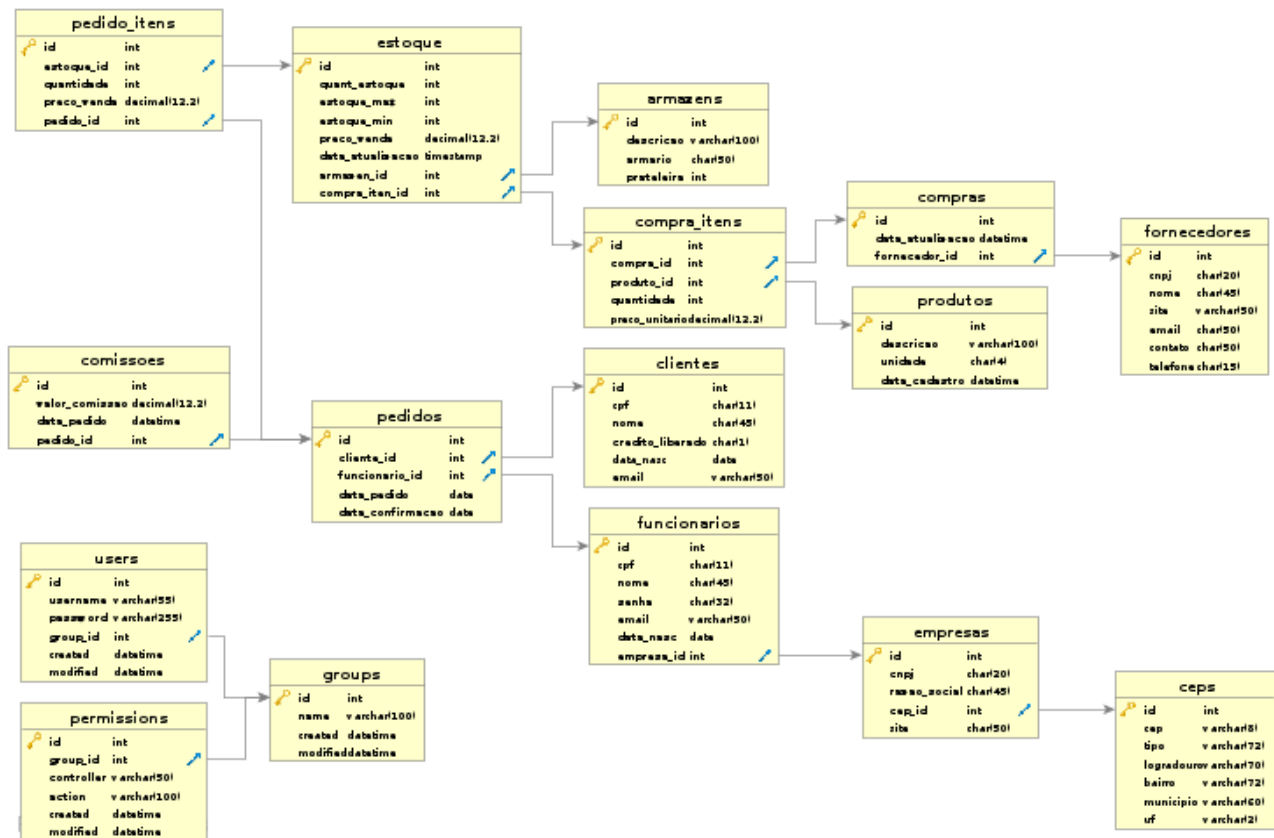 pedido_itens
id int
estoque_id int
quantidade int
preco_venda decimal(12.2)
pedido_id int
estoque
id int
quant_estoque int
estoque_max int
estoque_min int
preco_venda decimal(12.2)
data_atualizacao timestamp
armazen_id int
compra_iten_id int
armazens
id int
descricao varchar(100)
armario char(50)
prateleira int
compra_itens
id int
compra_id int
produto_id int
quantidade int
preco_unitario decimal(12.2)
compras
id int
data_atualizacao datetime
fornecedor_id int
fornecedores
id int
cnpj char(20)
nome char(45)
site varchar(50)
email char(50)
contato char(50)
telefone char(15)
produtos
id int
descricao varchar(100)
unidade char(4)
data_cadastro datetime
comissoes
id int
valor_comissao decimal(12.2)
data_pedido datetime
pedido_id int
pedidos
id int
cliente_id int
funcionario_id int
data_pedido date
data_confirmacao date
clientes
id int
cpf char(11)
nome char(45)
credito_liberado char(1)
data_nasc date
email varchar(50)
funcionarios
id int
cpf char(11)
nome char(45)
senha char(32)
email varchar(50)
data_nasc date
empresa_id int
users
id int
username varchar(55)
password varchar(255)
group_id int
created datetime
modified datetime
groups
id int
name varchar(100)
created datetime
modified datetime
permissions
id int
group_id int
controller varchar(50)
action varchar(100)
created datetime
modified datetime
empresas
id int
cnpj char(20)
razao_social char(45)
cep_id int
site char(50)
ceps
id int
cep varchar(8)
tipo varchar(72)
logradouro varchar(70)
bairro varchar(72)
municipio varchar(60)
uf varchar(2)